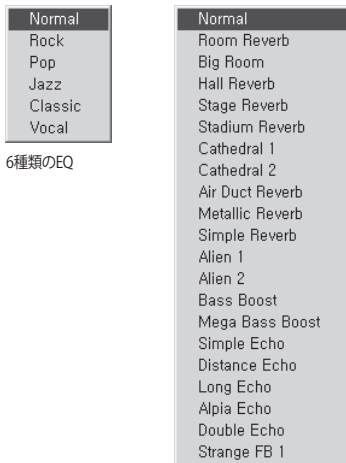 Normal
Rock
Pop
Jazz
Classic
Vocal
6種類のEQ
Normal
Room Reverb
Big Room
Hall Reverb
Stage Reverb
Stadium Reverb
Cathedral 1
Cathedral 2
Air Duct Reverb
Metallic Reverb
Simple Reverb
Alien 1
Alien 2
Bass Boost
Mega Bass Boost
Simple Echo
Distance Echo
Long Echo
Alpia Echo
Double Echo
Strange FB 1